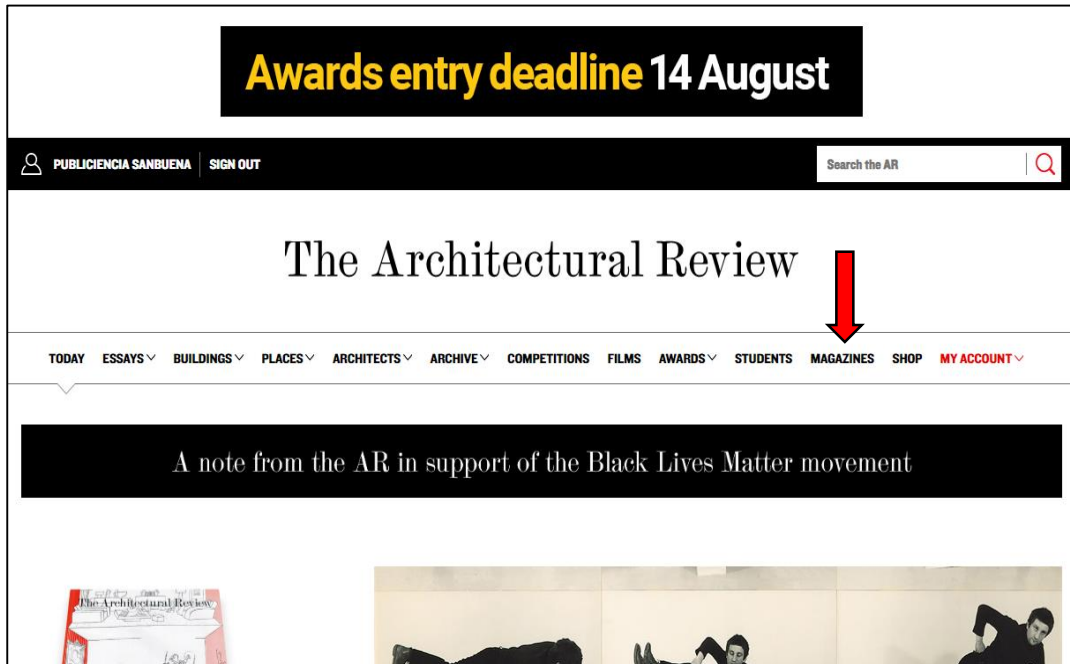 Awards entry deadline 14 August
PUBLICIENCIA SANBUENA SIGN OUT Search the AR
The Architectural Review
TODAY ESSAYS BUILDINGS PLACES ARCHITECTS ARCHIVE COMPETITIONS FILMS AWARDS STUDENTS MAGAZINES SHOP MY ACCOUNT
A note from the AR in support of the Black Lives Matter movement
The Architectural Review